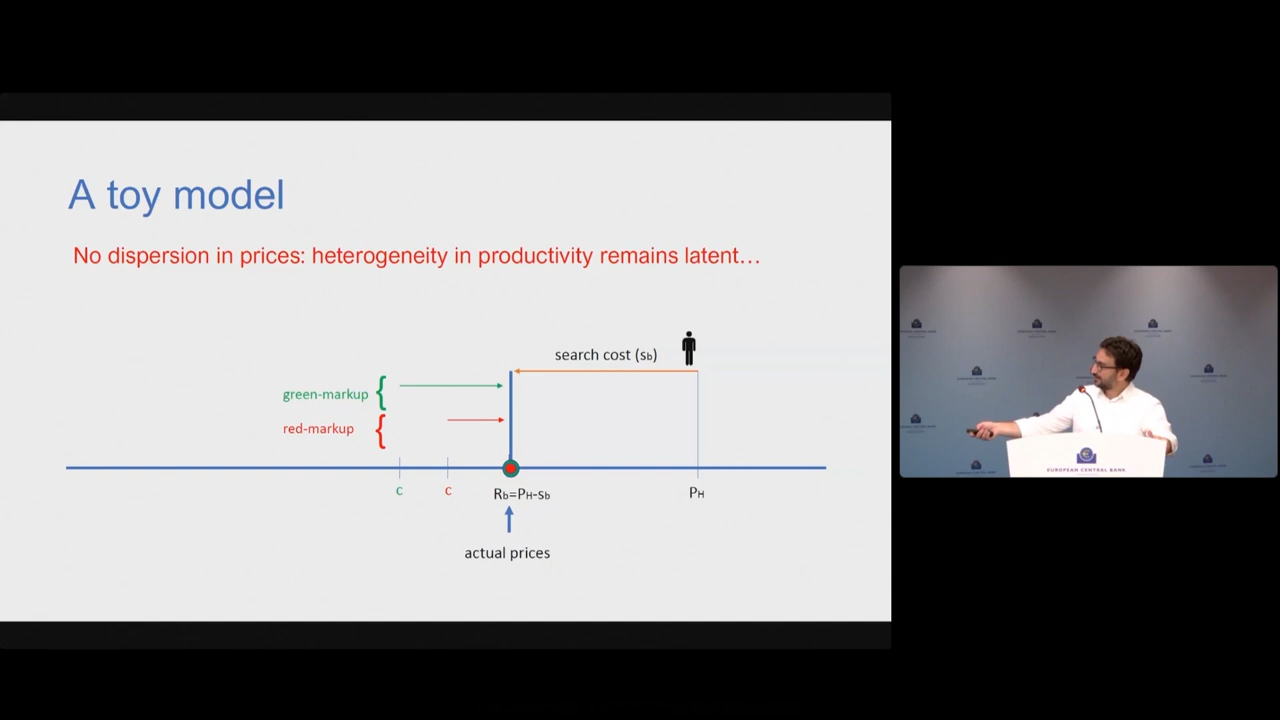 A toy model
No dispersion in prices: heterogeneity in productivity remains latent…
search cost (sb)
green-markup {
red-markup {
c
c
Rb=PH-sb
PH
actual prices
EUROPEAN CENTRAL BANK